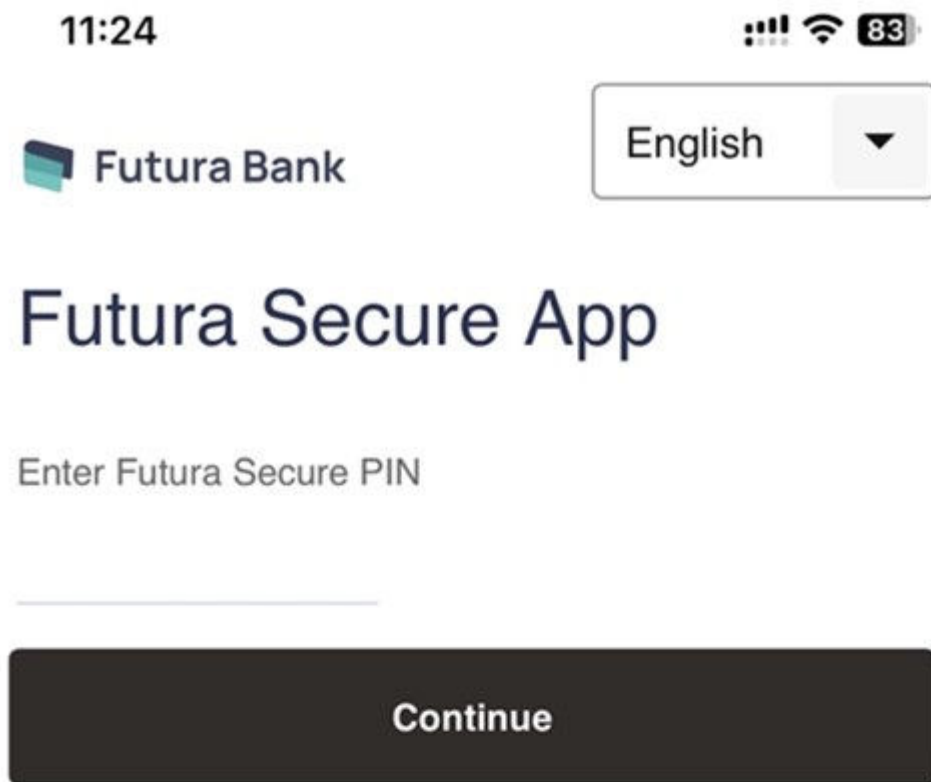 11:24
83
Futura Bank
English
Futura Secure App
Enter Futura Secure PIN
Continue